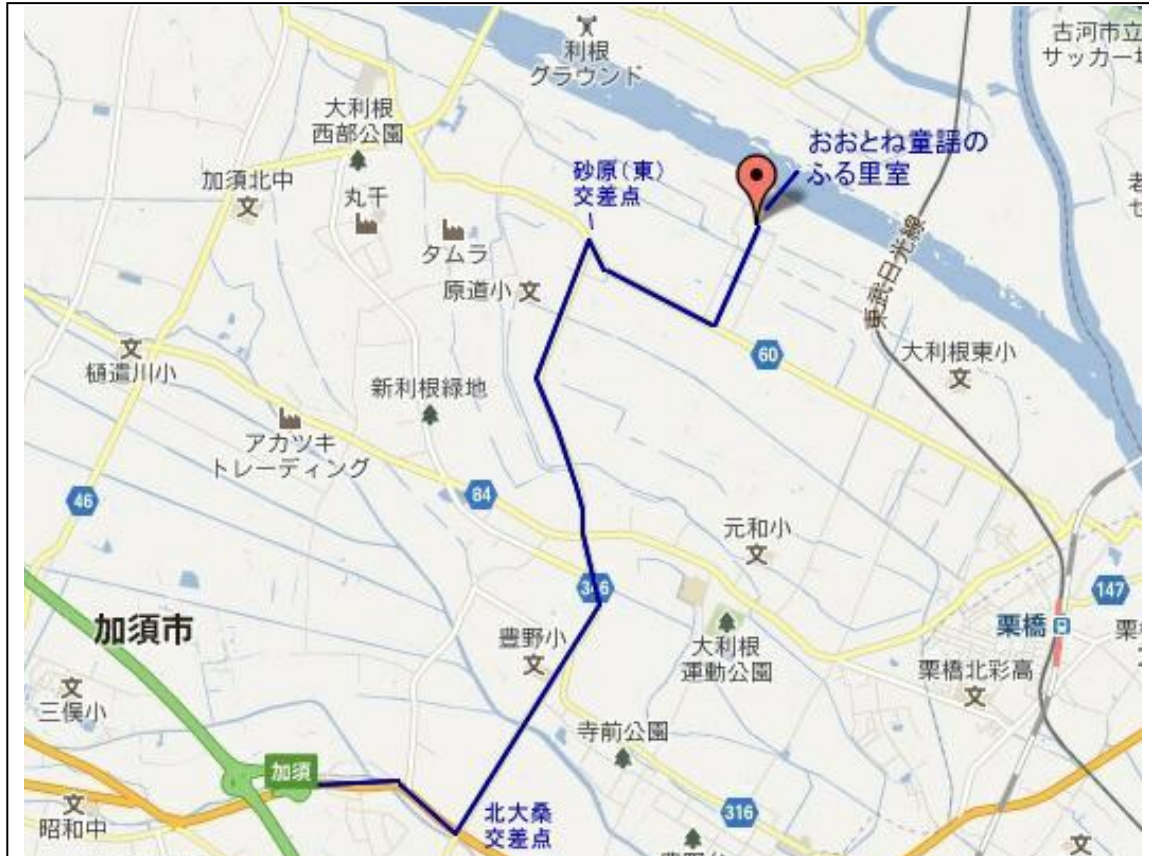 利根
グラウンド
古河市立
サッカー場
大利根
西部公園
おおとね童謡の
ふる里室
砂原(東)
交差点
加須北中
文
丸千
タムラ
原道小 文
東武日光線
60
大利根東小
文
文
樋遣川小
新利根緑地
アカツキ
トレーディング
46
84
元和小
文
346
147
加須市
豊野小
文
大利根
運動公園
栗橋
栗橋北彩高
文
文
三俣小
寺前公園
加須
北大桑
交差点
316
文
昭和中
文